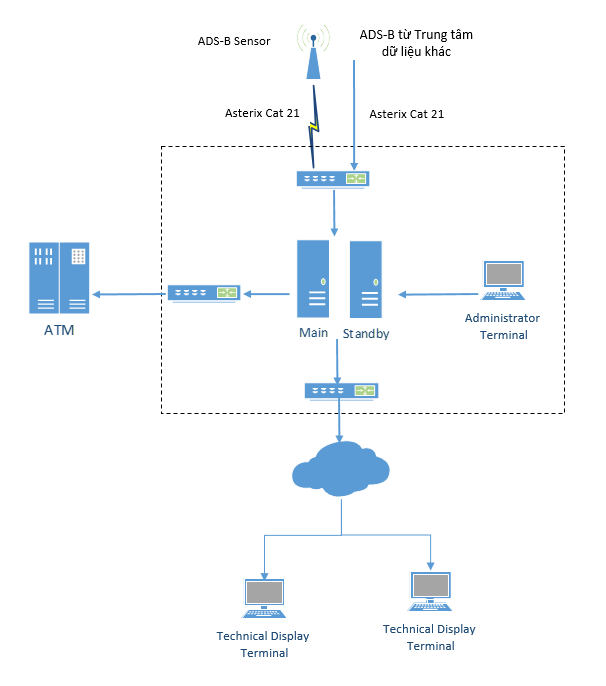 ADS-B Sensor
ADS-B từ Trung tâm
dữ liệu khác
Asterix Cat 21
Asterix Cat 21
ATM
Main
Standby
Administrator
Terminal
Technical Display
Terminal
Technical Display
Terminal